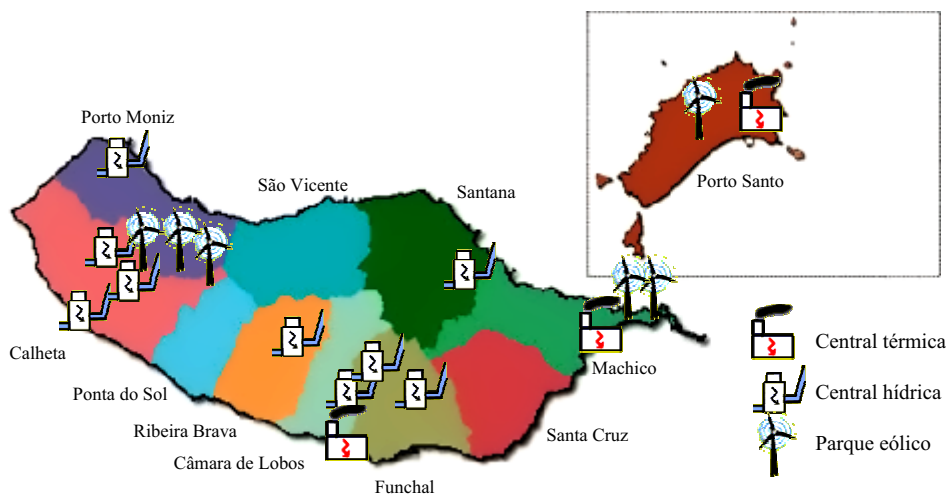 Porto Moniz
São Vicente
Santana
Porto Santo
Calheta
Ponta do Sol
Ribeira Brava
Câmara de Lobos
Funchal
Santa Cruz
Machico
Central térmica
Central hídrica
Parque eólico